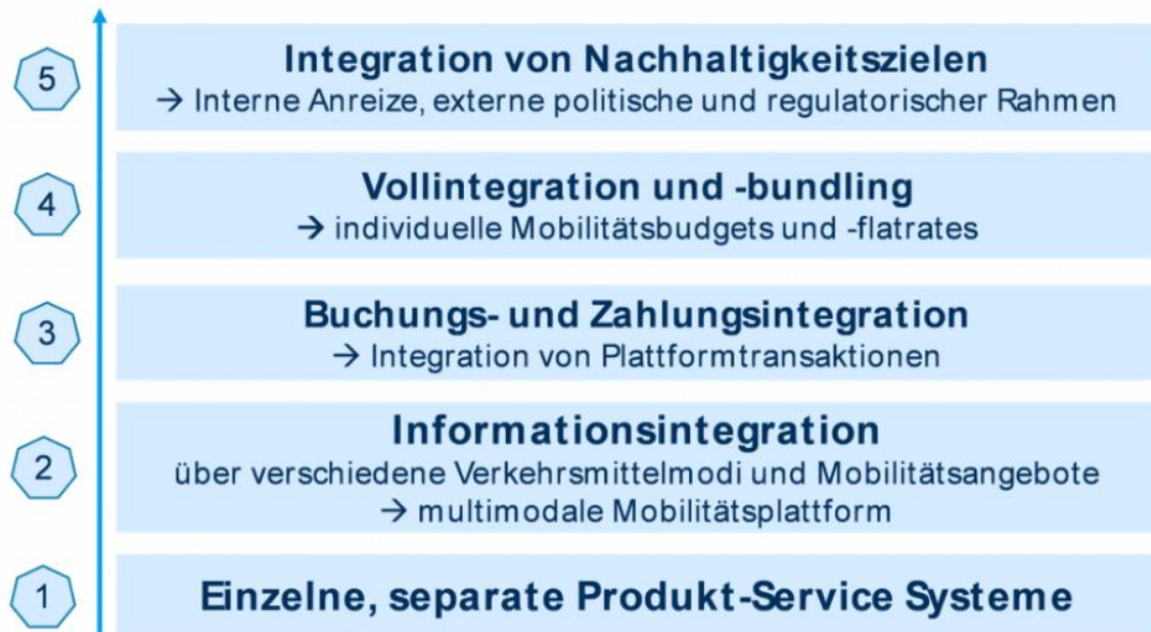 5
Integration von Nachhaltigkeitszielen
→ Interne Anreize, externe politische und regulatorischer Rahmen
4
Vollintegration und -bundling
→ individuelle Mobilitätsbudgets und -flatrates
3
Buchungs- und Zahlungsintegration
→ Integration von Plattformtransaktionen
2
Informationsintegration
über verschiedene Verkehrsmittelmodi und Mobilitätsangebote
→ multimodale Mobilitätsplattform
1
Einzelne, separate Produkt-Service Systeme